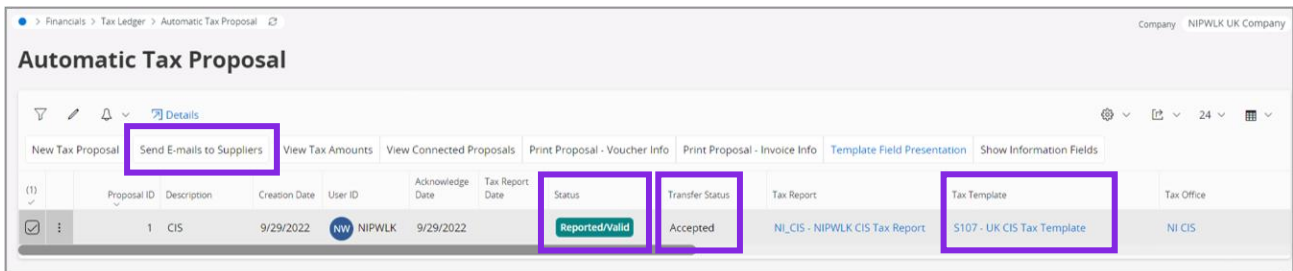 > Financials > Tax Ledger > Automatic Tax Proposal
Company NIPWLK UK Company
Automatic Tax Proposal
Details
24
New Tax Proposal Send E-mails to Suppliers View Tax Amounts View Connected Proposals Print Proposal - Voucher Info Print Proposal - Invoice Info Template Field Presentation Show Information Fields
(1) Proposal ID Description Creation Date User ID Acknowledge Date Tax Report Date Status Transfer Status Tax Report Tax Template Tax Office
1 CIS 9/29/2022 NW NIPWLK 9/29/2022 Reported/Valid Accepted NI_CIS - NIPWLK CIS Tax Report S107 - UK CIS Tax Template NI CIS